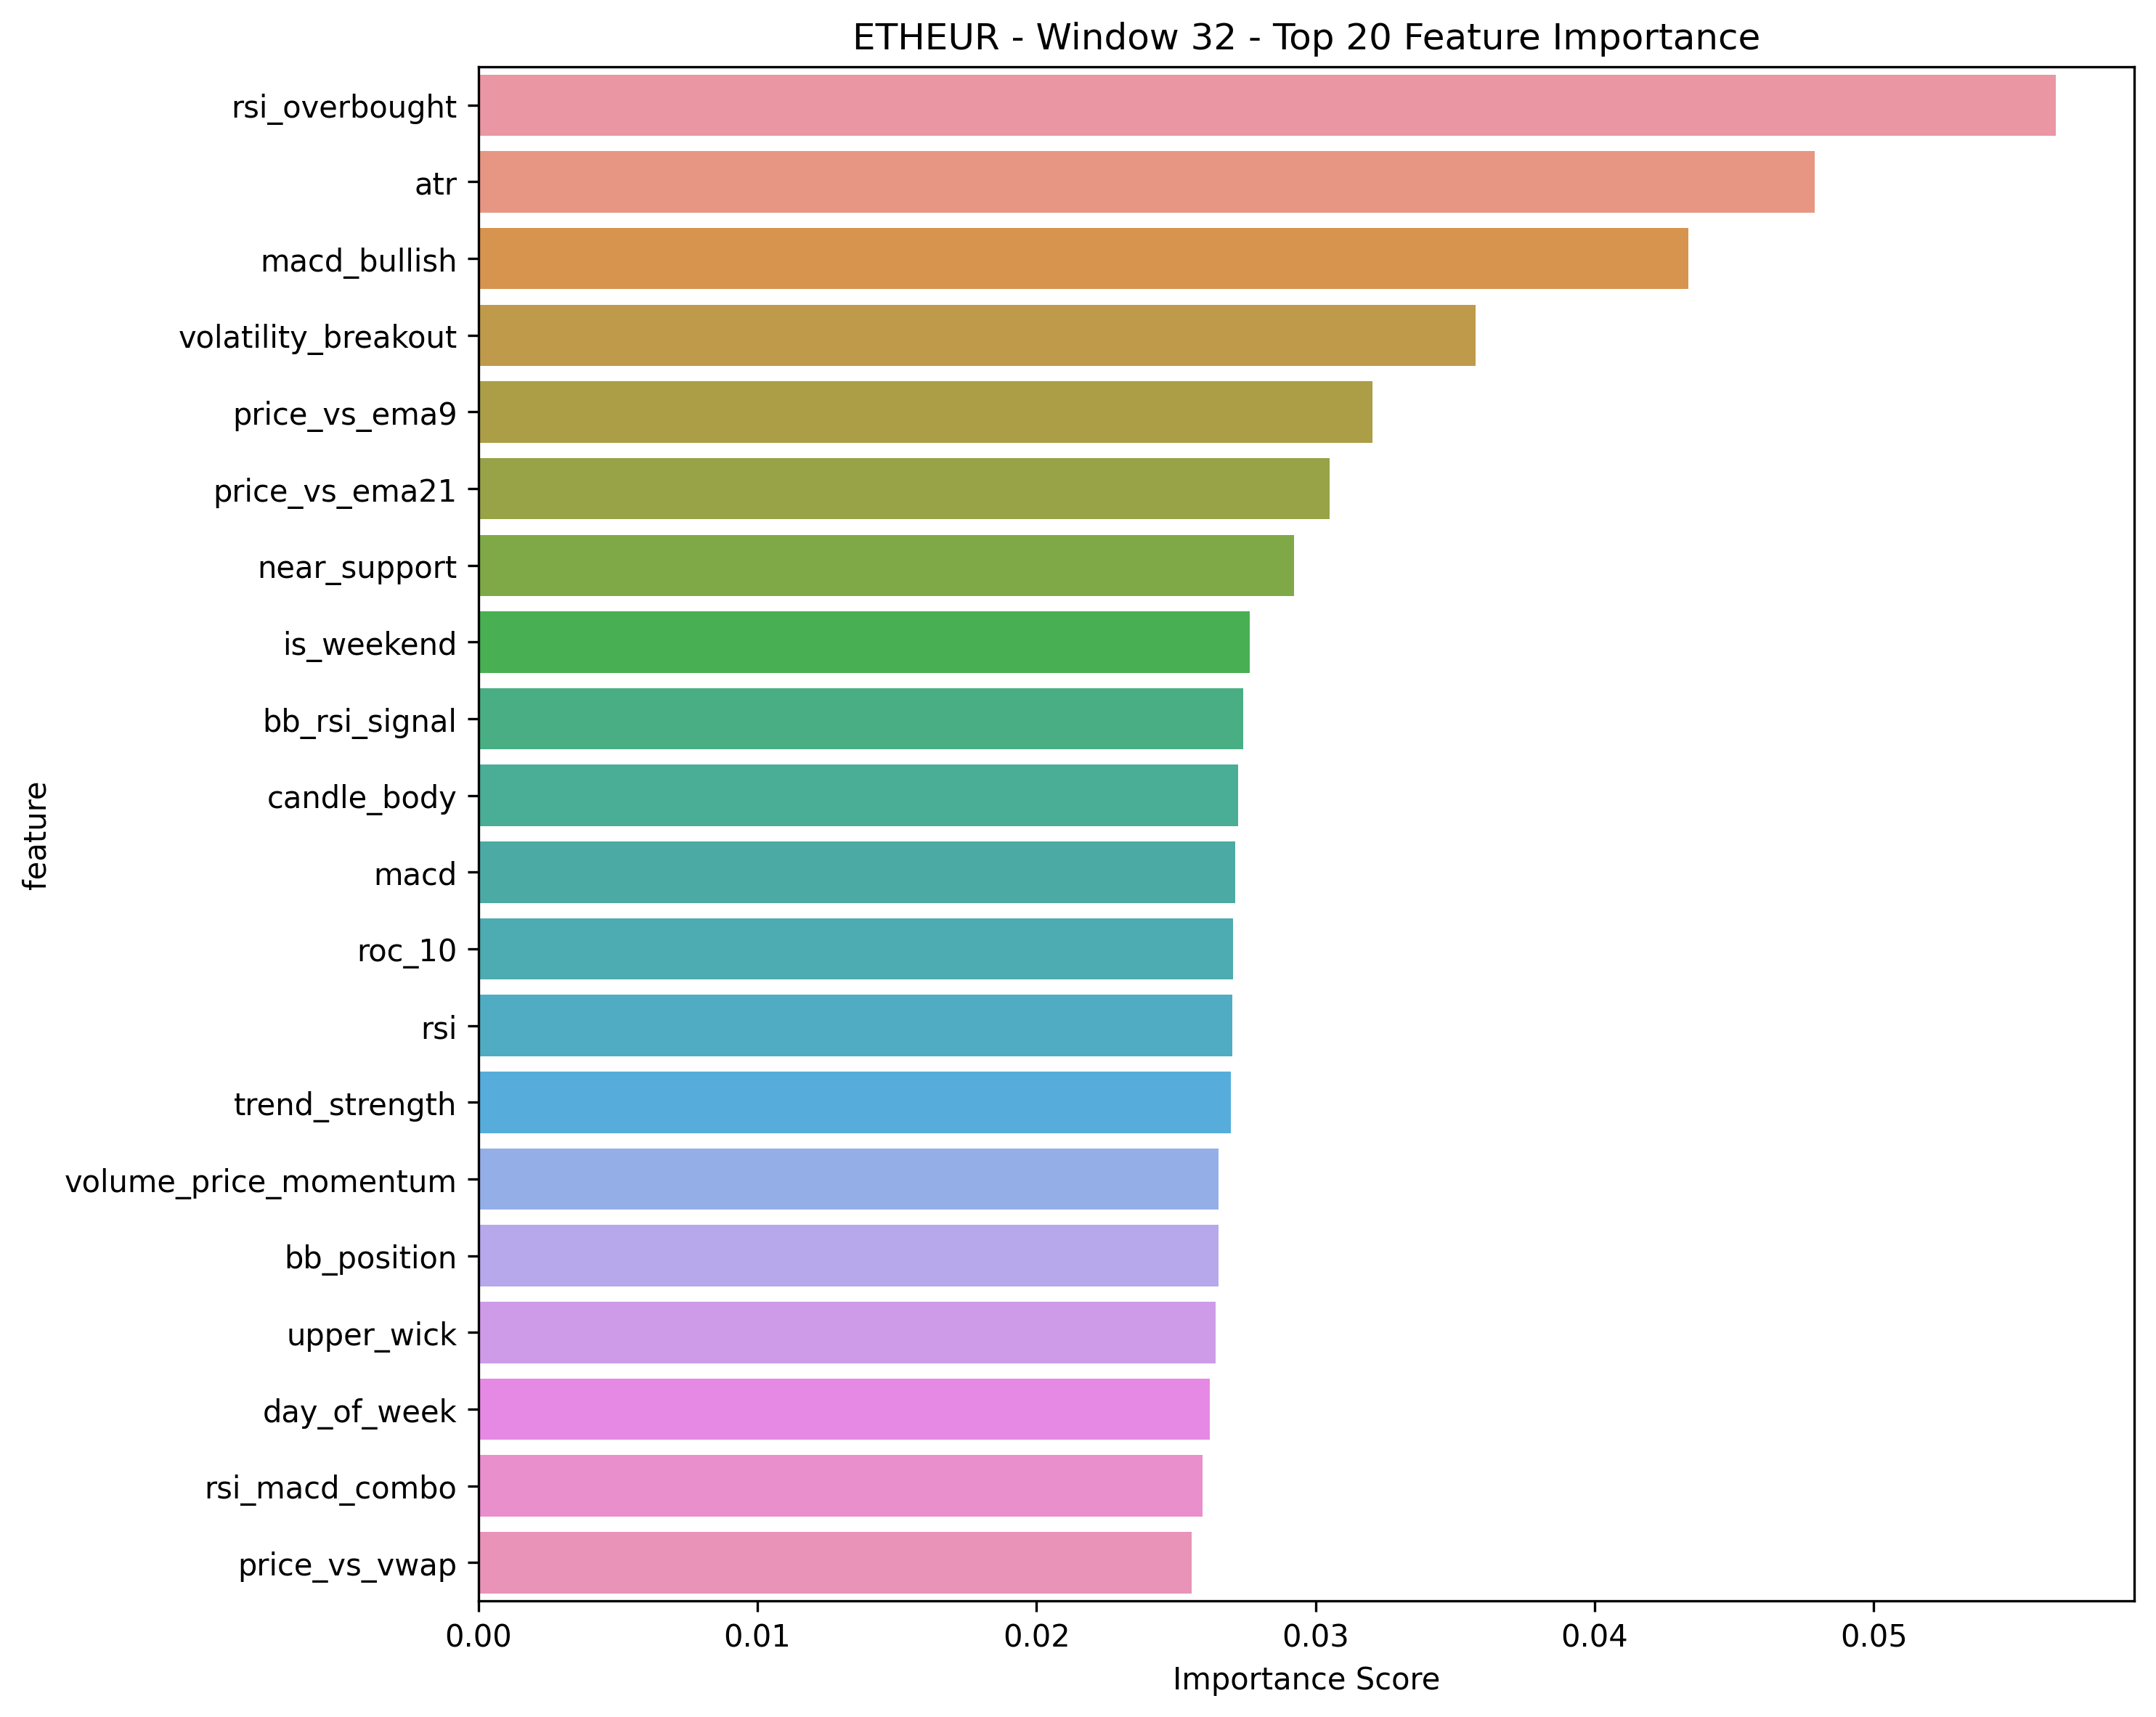 ETHEUR - Window 32 - Top 20 Feature Importance
rsi_overbought
atr
macd_bullish
volatility_breakout
price_vs_ema9
price_vs_ema21
near_support
is_weekend
bb_rsi_signal
candle_body
macd
roc_10
rsi
trend_strength
volume_price_momentum
bb_position
upper_wick
day_of_week
rsi_macd_combo
price_vs_vwap
feature
0.00 0.01 0.02 0.03 0.04 0.05
Importance Score